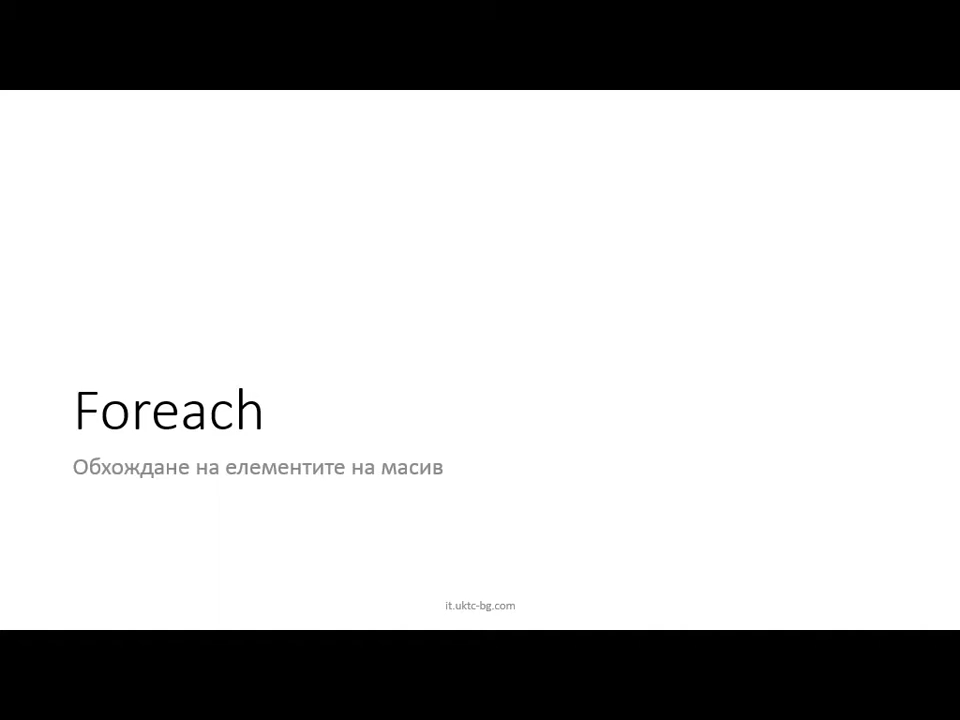 Foreach
Обхождане на елементите на масив
it.uktc-bg.com